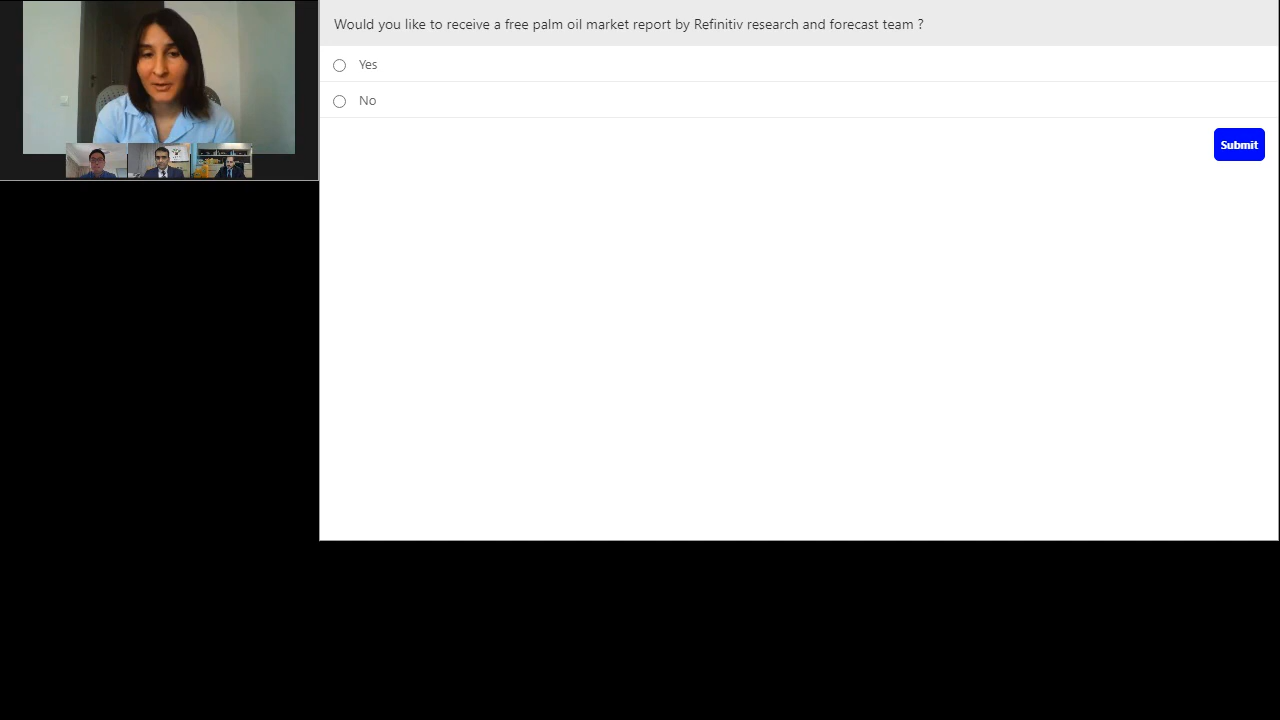 Would you like to receive a free palm oil market report by Refinitiv research and forecast team ?
Yes
No
Submit